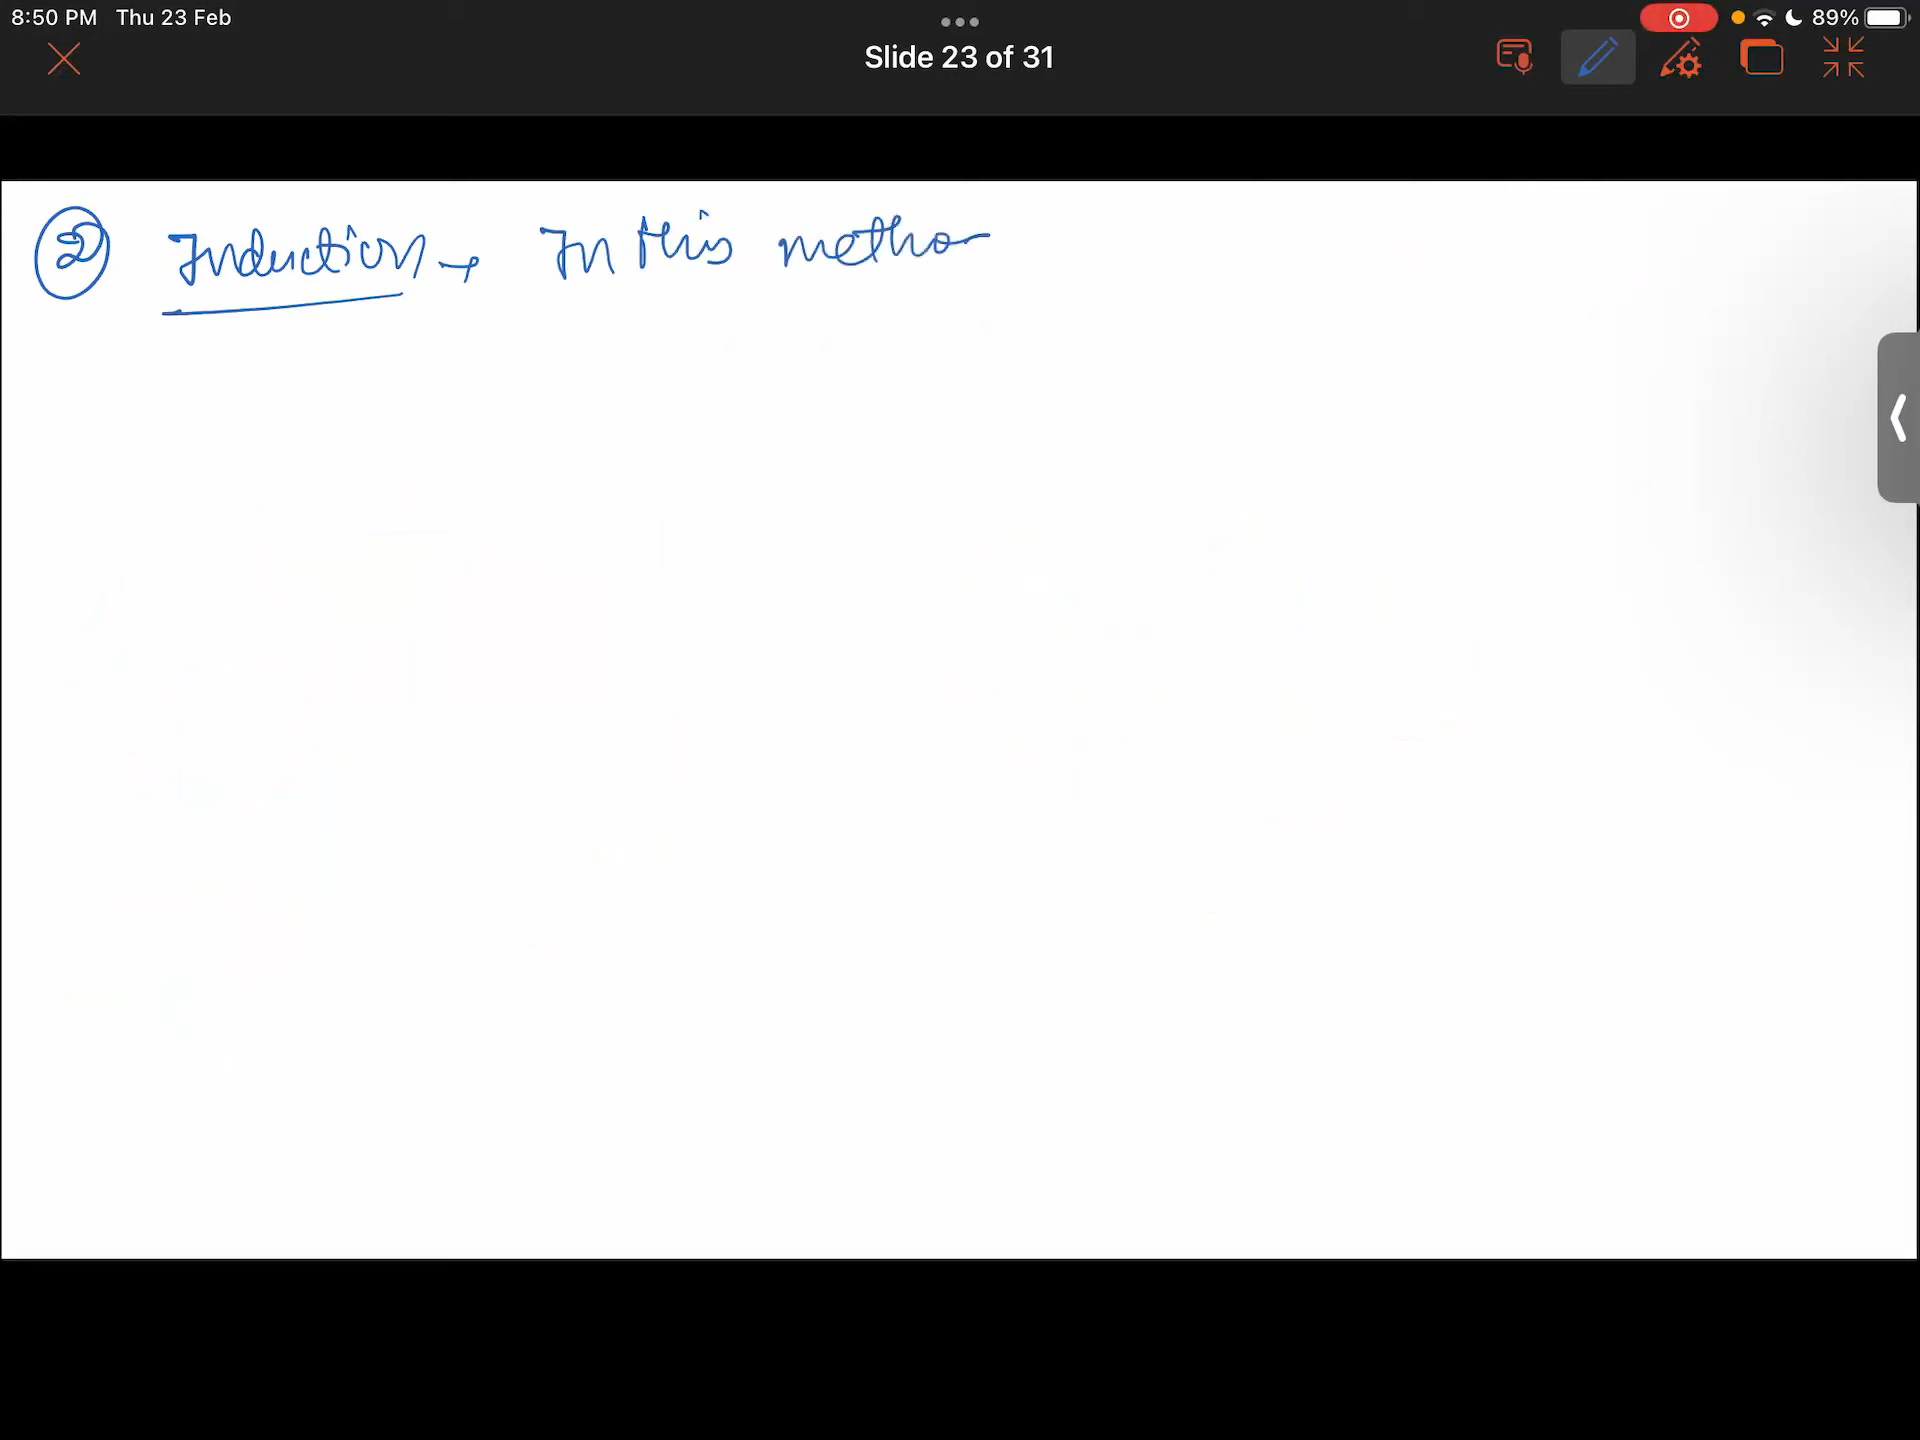 8:50 PM Thu 23 Feb
89%
Slide 23 of 31
② Induction → In this metho